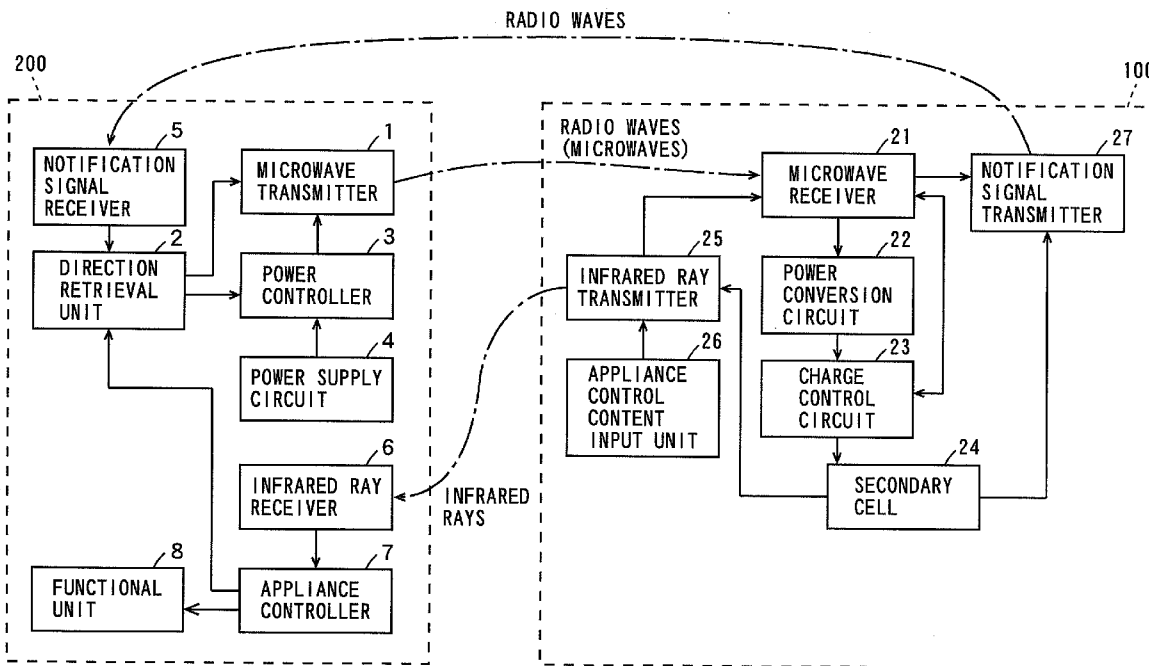 RADIO WAVES
200
100
5
NOTIFICATION
SIGNAL
RECEIVER
1
MICROWAVE
TRANSMITTER
RADIO WAVES
(MICROWAVES)
21
MICROWAVE
RECEIVER
27
NOTIFICATION
SIGNAL
TRANSMITTER
2
DIRECTION
RETRIEVAL
UNIT
3
POWER
CONTROLLER
25
INFRARED RAY
TRANSMITTER
22
POWER
CONVERSION
CIRCUIT
4
POWER SUPPLY
CIRCUIT
26
APPLIANCE
CONTROL
CONTENT
INPUT UNIT
23
CHARGE
CONTROL
CIRCUIT
6
INFRARED RAY
RECEIVER
INFRARED
RAYS
24
SECONDARY
CELL
8
FUNCTIONAL
UNIT
7
APPLIANCE
CONTROLLER